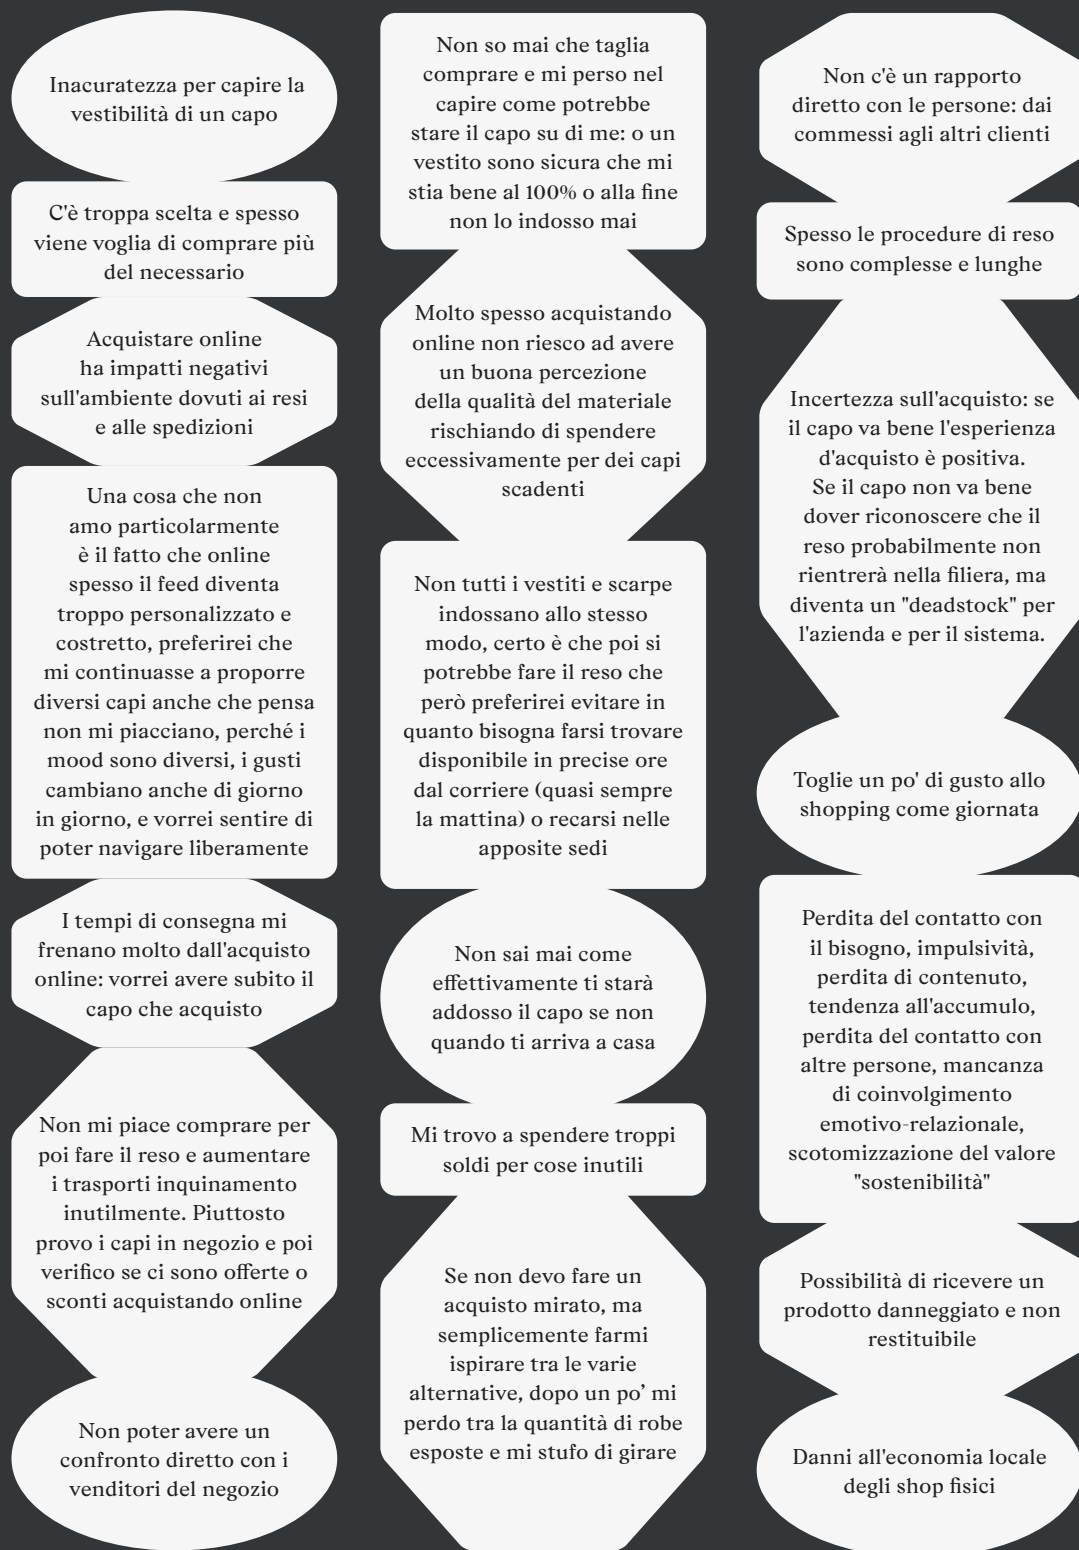 Inacuratezza per capire la
vestibilità di un capo
C'è troppa scelta e spesso
viene voglia di comprare più
del necessario
Acquistare online
ha impatti negativi
sull'ambiente dovuti ai resi
e alle spedizioni
Una cosa che non
amo particolarmente
è il fatto che online
spesso il feed diventa
troppo personalizzato e
costretto, preferirei che
mi continuasse a proporre
diversi capi anche che pensa
non mi piacciano, perché i
mood sono diversi, i gusti
cambiano anche di giorno
in giorno, e vorrei sentire di
poter navigare liberamente
I tempi di consegna mi
frenano molto dall'acquisto
online: vorrei avere subito il
capo che acquisto
Non mi piace comprare per
poi fare il reso e aumentare
i trasporti inquinamento
inutilmente. Piuttosto
provo i capi in negozio e poi
verifico se ci sono offerte o
sconti acquistando online
Non poter avere un
confronto diretto con i
venditori del negozio
Non so mai che taglia
comprare e mi perso nel
capire come potrebbe
stare il capo su di me: o un
vestito sono sicura che mi
stia bene al 100% o alla fine
non lo indosso mai
Molto spesso acquistando
online non riesco ad avere
un buona percezione
della qualità del materiale
rischiando di spendere
eccessivamente per dei capi
scadenti
Non tutti i vestiti e scarpe
indossano allo stesso
modo, certo è che poi si
potrebbe fare il reso che
però preferirei evitare in
quanto bisogna farsi trovare
disponibile in precise ore
dal corriere (quasi sempre
la mattina) o recarsi nelle
apposite sedi
Non sai mai come
effettivamente ti starà
addosso il capo se non
quando ti arriva a casa
Mi trovo a spendere troppi
soldi per cose inutili
Se non devo fare un
acquisto mirato, ma
semplicemente farmi
ispirare tra le varie
alternative, dopo un po’ mi
perdo tra la quantità di robe
esposte e mi stufo di girare
Non c'è un rapporto
diretto con le persone: dai
commessi agli altri clienti
Spesso le procedure di reso
sono complesse e lunghe
Incertezza sull'acquisto: se
il capo va bene l'esperienza
d'acquisto è positiva.
Se il capo non va bene
dover riconoscere che il
reso probabilmente non
rientrerà nella filiera, ma
diventa un "deadstock" per
l'azienda e per il sistema.
Toglie un po' di gusto allo
shopping come giornata
Perdita del contatto con
il bisogno, impulsività,
perdita di contenuto,
tendenza all'accumulo,
perdita del contatto con
altre persone, mancanza
di coinvolgimento
emotivo-relazionale,
scotomizzazione del valore
"sostenibilità"
Possibilità di ricevere un
prodotto danneggiato e non
restituibile
Danni all'economia locale
degli shop fisici